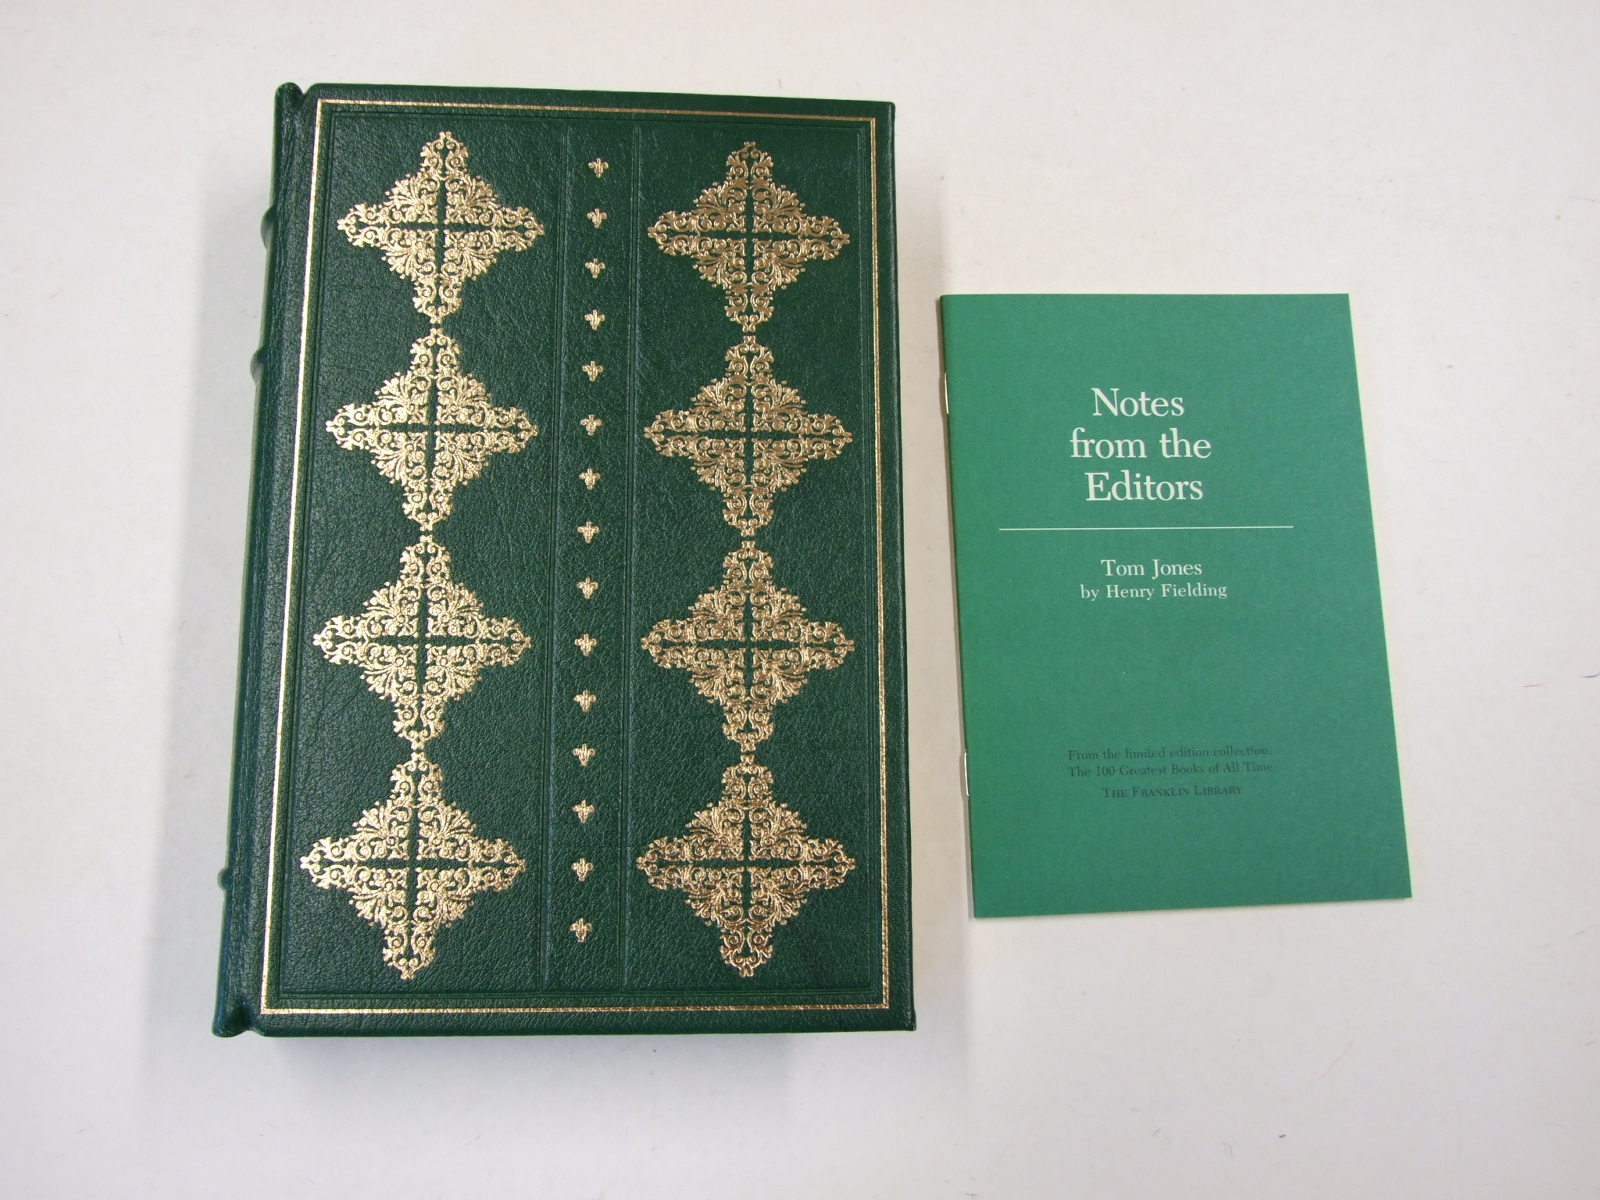 Notes
from the
Editors
Tom Jones
by Henry Fielding
From the limited edition collection:
The 100 Greatest Books of All Time
THE FRANKLIN LIBRARY